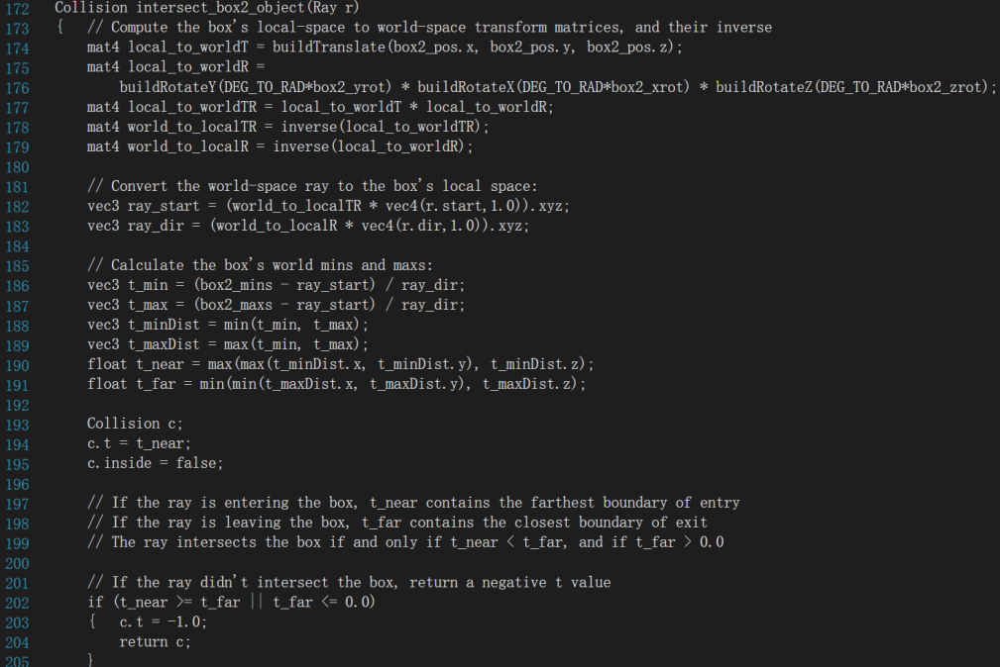 172 Collision intersect_box2_object(Ray r)
173 { // Compute the box's local-space to world-space transform matrices, and their inverse
174 mat4 local_to_worldT = buildTranslate(box2_pos.x, box2_pos.y, box2_pos.z);
175 mat4 local_to_worldR =
176 buildRotateY(DEG_TO_RAD*box2_yrot) * buildRotateX(DEG_TO_RAD*box2_xrot) * buildRotateZ(DEG_TO_RAD*box2_zrot);
177 mat4 local_to_worldTR = local_to_worldT * local_to_worldR;
178 mat4 world_to_localTR = inverse(local_to_worldTR);
179 mat4 world_to_localR = inverse(local_to_worldR);
180
181 // Convert the world-space ray to the box's local space:
182 vec3 ray_start = (world_to_localTR * vec4(r.start,1.0)).xyz;
183 vec3 ray_dir = (world_to_localR * vec4(r.dir,1.0)).xyz;
184
185 // Calculate the box's world mins and maxs:
186 vec3 t_min = (box2_mins - ray_start) / ray_dir;
187 vec3 t_max = (box2_maxs - ray_start) / ray_dir;
188 vec3 t_minDist = min(t_min, t_max);
189 vec3 t_maxDist = max(t_min, t_max);
190 float t_near = max(max(t_minDist.x, t_minDist.y), t_minDist.z);
191 float t_far = min(min(t_maxDist.x, t_maxDist.y), t_maxDist.z);
192
193 Collision c;
194 c.t = t_near;
195 c.inside = false;
196
197 // If the ray is entering the box, t_near contains the farthest boundary of entry
198 // If the ray is leaving the box, t_far contains the closest boundary of exit
199 // The ray intersects the box if and only if t_near < t_far, and if t_far > 0.0
200
201 // If the ray didn't intersect the box, return a negative t value
202 if (t_near >= t_far || t_far <= 0.0)
203 { c.t = -1.0;
204 return c;
205 }